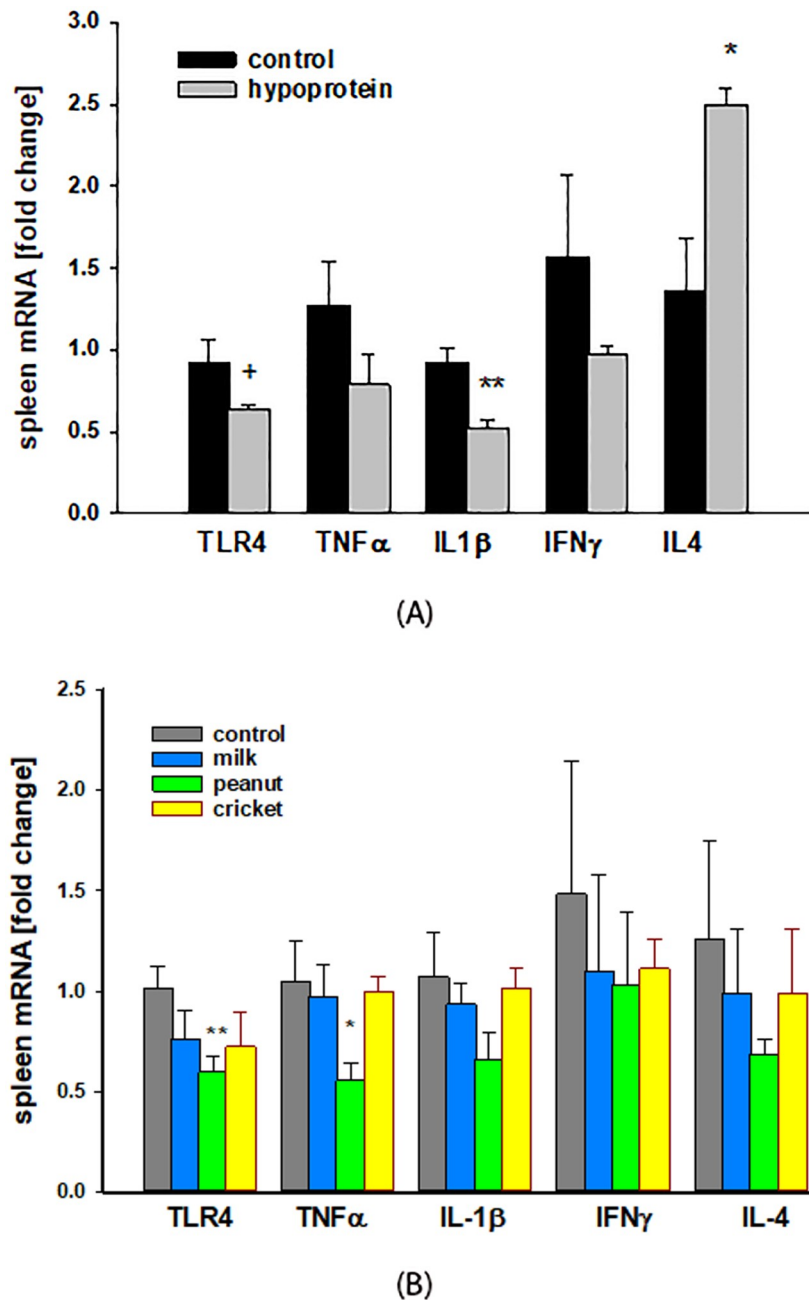 3.0
control
hypoprotein
*
2.5
2.0
1.5
1.0
+
**
0.5
0.0
spleen mRNA [fold change]
TLR4 TNFα IL1β IFNγ IL4
(A)
2.5
control
milk
peanut
cricket
2.0
1.5
1.0
** *
0.5
0.0
spleen mRNA [fold change]
TLR4 TNFα IL-1β IFNγ IL-4
(B)